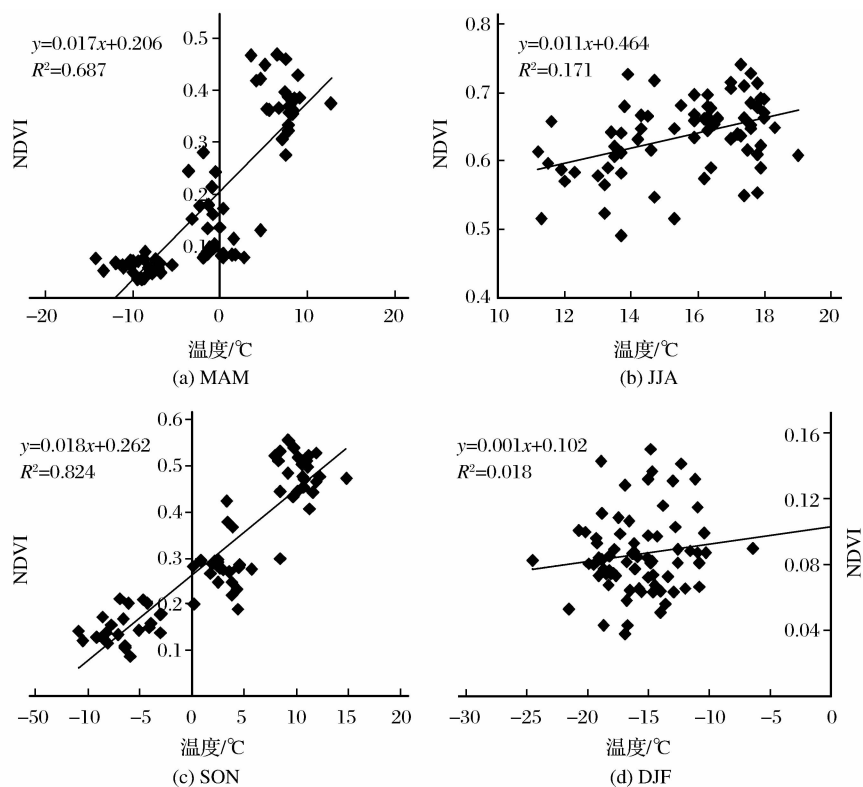 y=0.017x+0.206
R²=0.687
NDVI
0.5
0.4
0.3
0.2
0.1
−20
−10
0
10
20
温度/℃
(a) MAM
y=0.011x+0.464
R²=0.171
NDVI
0.8
0.7
0.6
0.5
0.4
10
12
14
16
18
20
温度/℃
(b) JJA
y=0.018x+0.262
R²=0.824
NDVI
0.6
0.5
0.4
0.3
0.2
0.1
−50
−10
−5
0
5
10
15
20
温度/℃
(c) SON
y=0.001x+0.102
R²=0.018
NDVI
0.16
0.12
0.08
0.04
−30
−25
−20
−15
−10
−5
0
温度/℃
(d) DJF